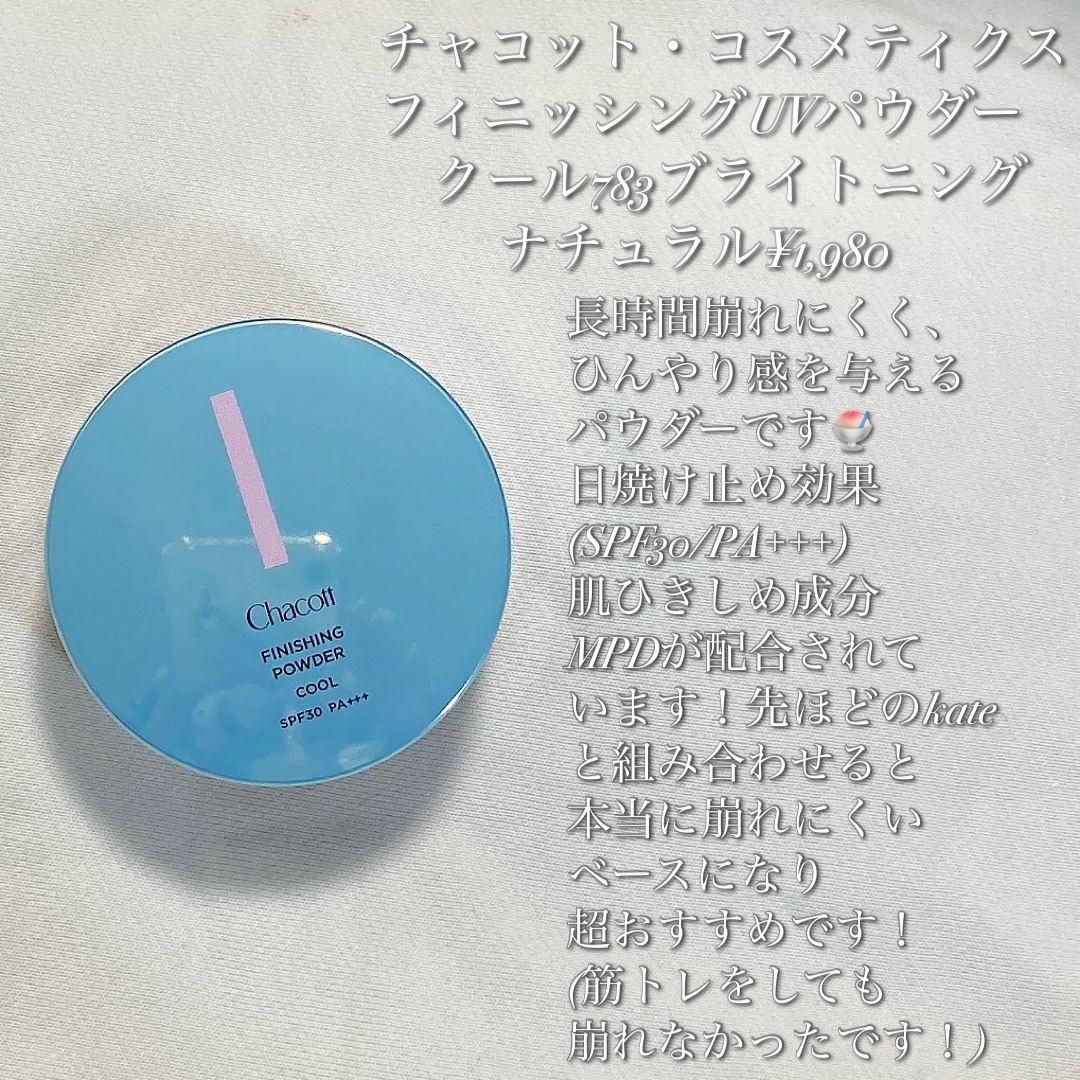 チャコット・コスメティクス
フィニッシングUVパウダー
クール783ブライトニング
ナチュラル¥1,980
長時間崩れにくく、
ひんやり感を与える
パウダーです🍧
日焼け止め効果
(SPF30/PA+++)
肌ひきしめ成分
MPDが配合されて
います！先ほどのkate
と組み合わせると
本当に崩れにくい
ベースになり
超おすすめです！
(筋トレをしても
崩れなかったです！)
Chacott
FINISHING
POWDER
COOL
SPF30 PA+++